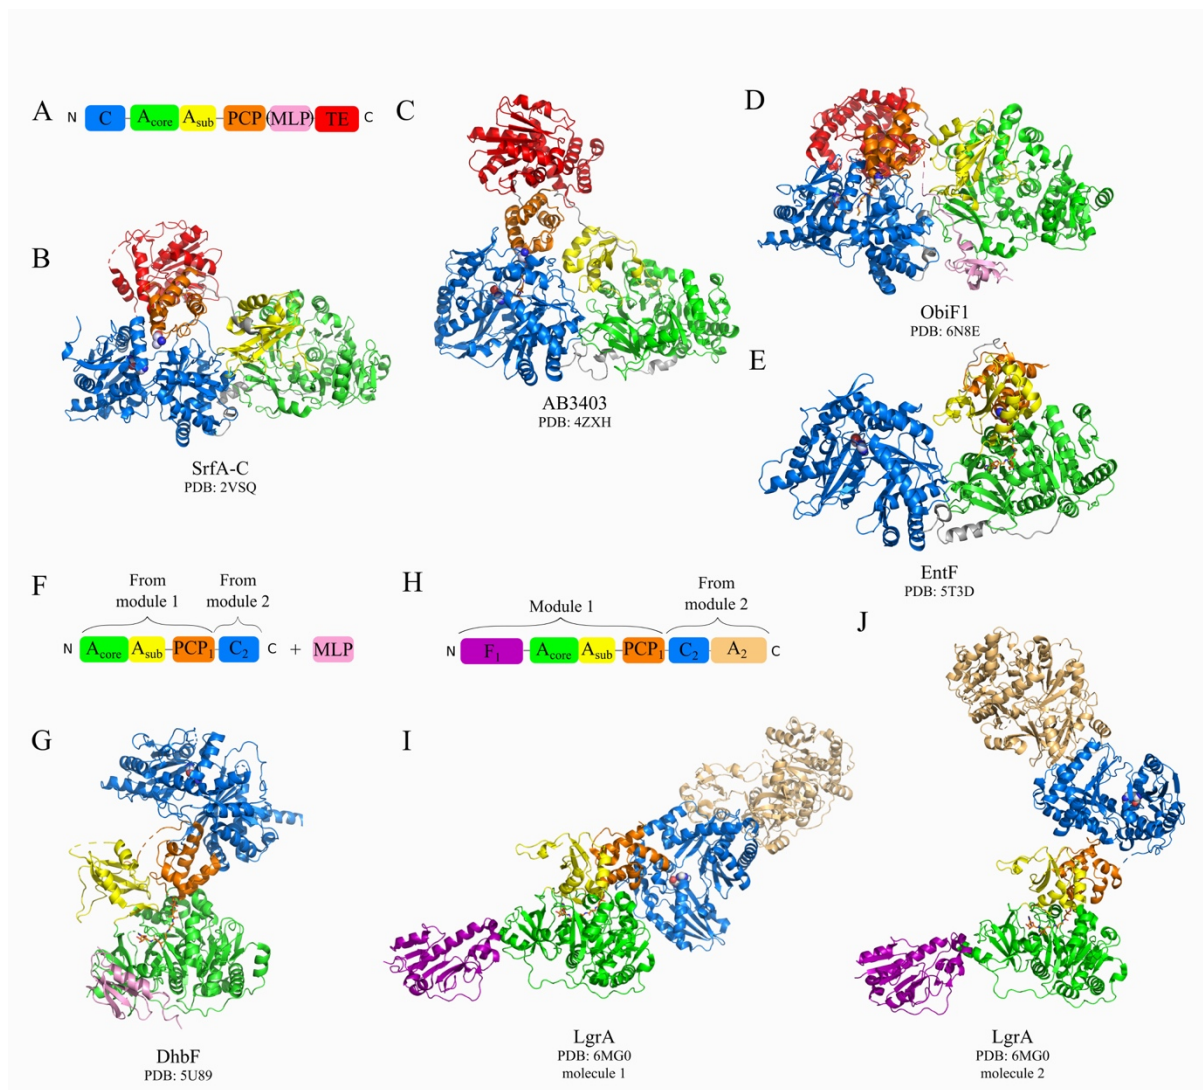 A
N C Acore Asub PCP (MLP) TE C
B
SrfA-C
PDB: 2VSQ
C
AB3403
PDB: 4ZXH
D
ObiF1
PDB: 6N8E
E
EntF
PDB: 5T3D
F
From
module 1
From
module 2
N Acore Asub PCP1 C2 C + MLP
G
DhbF
PDB: 5U89
H
Module 1
From
module 2
N F1 Acore Asub PCP1 C2 A2 C
I
LgrA
PDB: 6MG0
molecule 1
J
LgrA
PDB: 6MG0
molecule 2